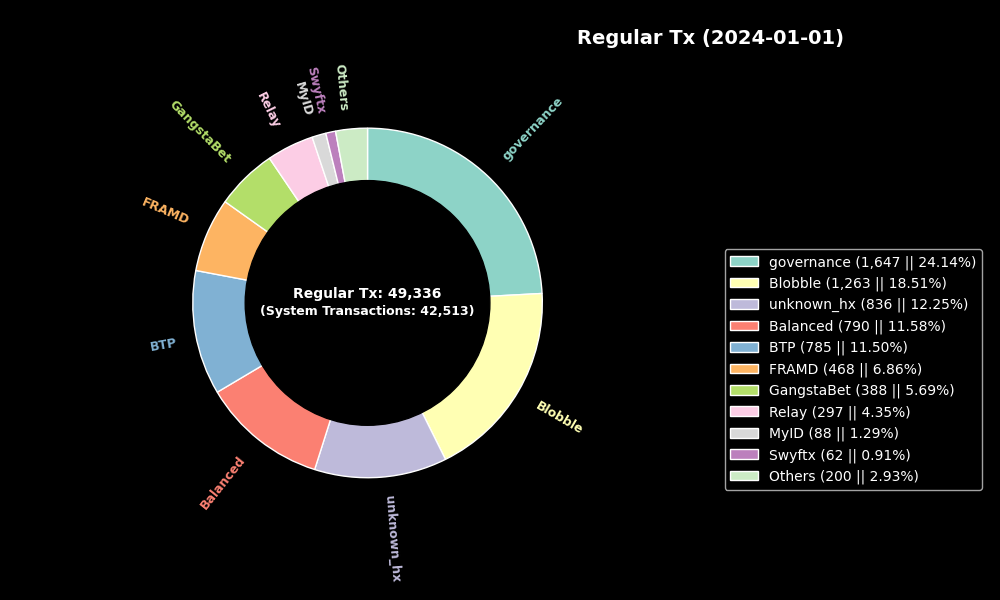 Regular Tx (2024-01-01)
governance
Others
Swyftx
MyID
Relay
GangstaBet
FRAMD
BTP
Balanced
unknown_hx
Blobble
Regular Tx: 49,336
(System Transactions: 42,513)
governance (1,647 || 24.14%)
Blobble (1,263 || 18.51%)
unknown_hx (836 || 12.25%)
Balanced (790 || 11.58%)
BTP (785 || 11.50%)
FRAMD (468 || 6.86%)
GangstaBet (388 || 5.69%)
Relay (297 || 4.35%)
MyID (88 || 1.29%)
Swyftx (62 || 0.91%)
Others (200 || 2.93%)